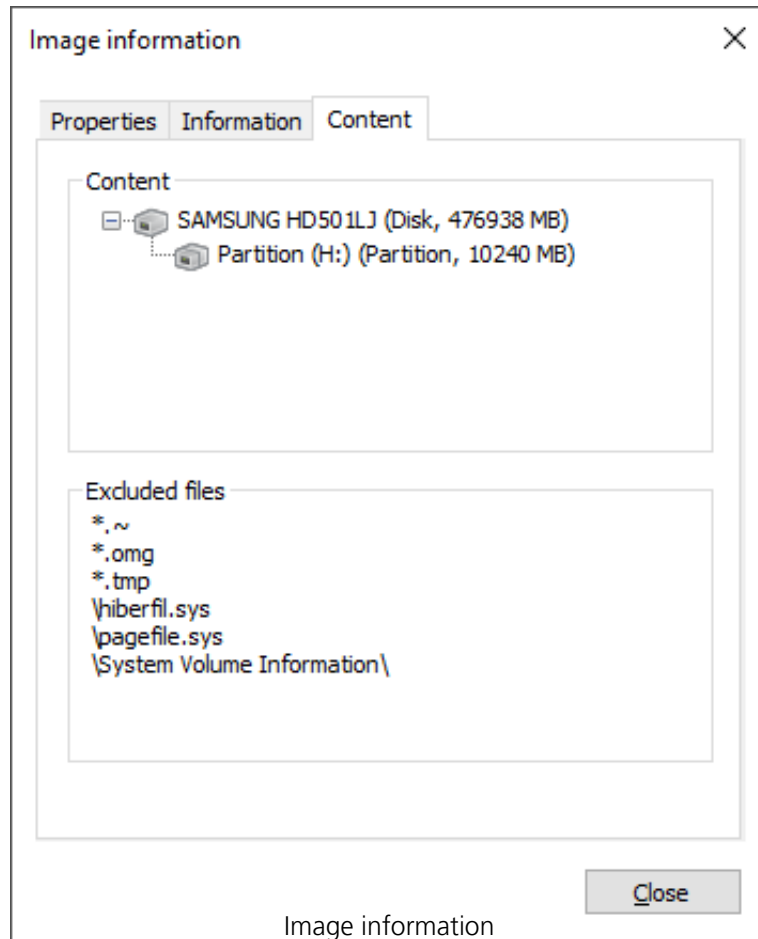 Image information
Properties Information Content
Content
SAMSUNG HD501LJ (Disk, 476938 MB)
Partition (H:) (Partition, 10240 MB)
Excluded files
*.~
*.omg
*.tmp
\hiberfil.sys
\pagefile.sys
\System Volume Information\
Close
Image information